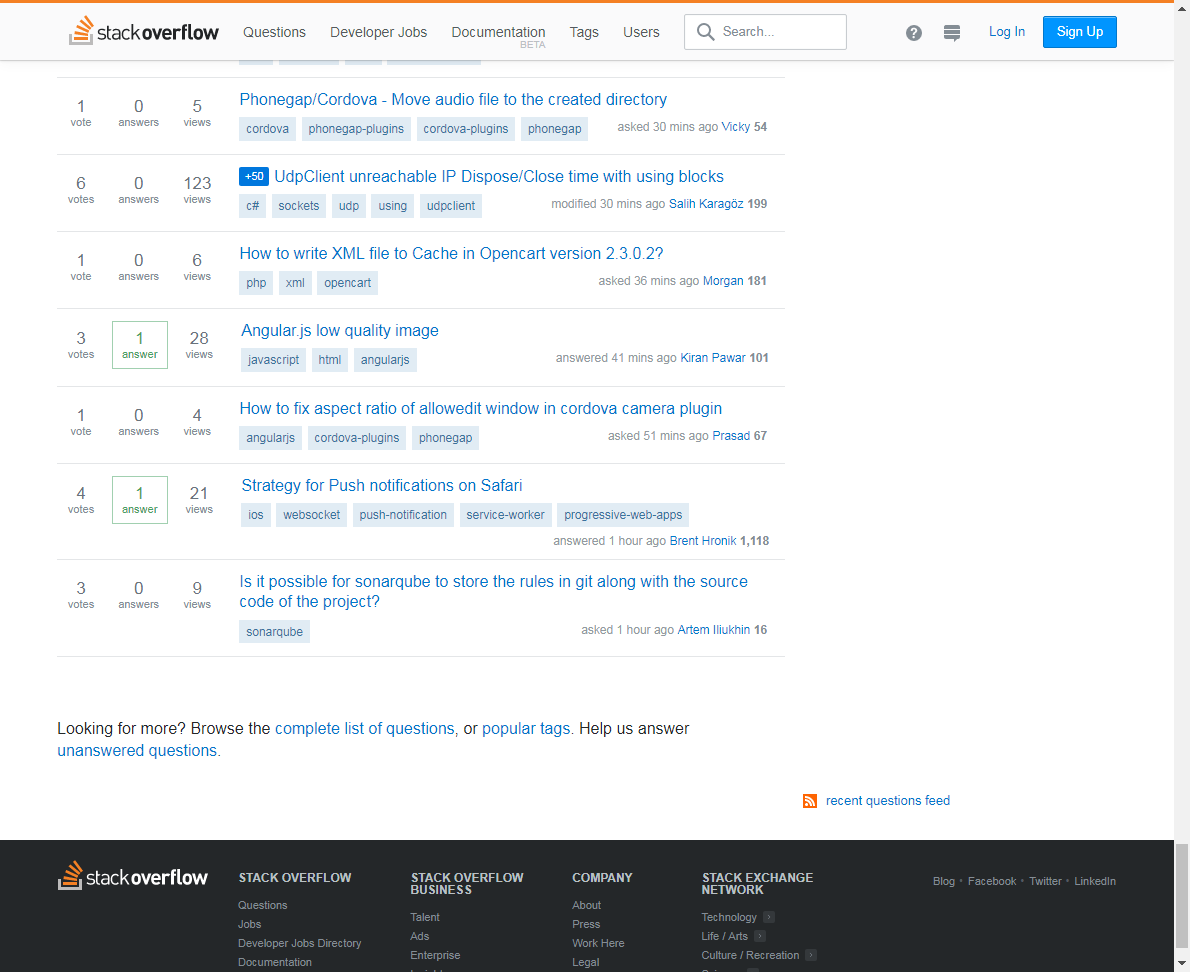 stackoverflow Questions Developer Jobs Documentation Tags Users Search... ? Log In Sign Up
BETA
1 0 5 Phonegap/Cordova - Move audio file to the created directory
vote answers views cordova phonegap-plugins cordova-plugins phonegap asked 30 mins ago Vicky 54
6 0 123 +50 UdpClient unreachable IP Dispose/Close time with using blocks
votes answers views c# sockets udp using udpclient modified 30 mins ago Salih Karagöz 199
1 0 6 How to write XML file to Cache in Opencart version 2.3.0.2?
vote answers views php xml opencart asked 36 mins ago Morgan 181
3 1 28 Angular.js low quality image
votes answer views javascript html angularjs answered 41 mins ago Kiran Pawar 101
1 0 4 How to fix aspect ratio of allowedit window in cordova camera plugin
vote answers views angularjs cordova-plugins phonegap asked 51 mins ago Prasad 67
4 1 21 Strategy for Push notifications on Safari
votes answer views ios websocket push-notification service-worker progressive-web-apps
answered 1 hour ago Brent Hronik 1,118
3 0 9 Is it possible for sonarqube to store the rules in git along with the source
votes answers views code of the project?
sonarqube asked 1 hour ago Artem Iliukhin 16
Looking for more? Browse the complete list of questions, or popular tags. Help us answer
unanswered questions.
recent questions feed
stackoverflow
STACK OVERFLOW
Questions
Jobs
Developer Jobs Directory
Documentation
STACK OVERFLOW
BUSINESS
Talent
Ads
Enterprise
COMPANY
About
Press
Work Here
Legal
STACK EXCHANGE
NETWORK
Technology
Life / Arts
Culture / Recreation
Blog • Facebook • Twitter • LinkedIn